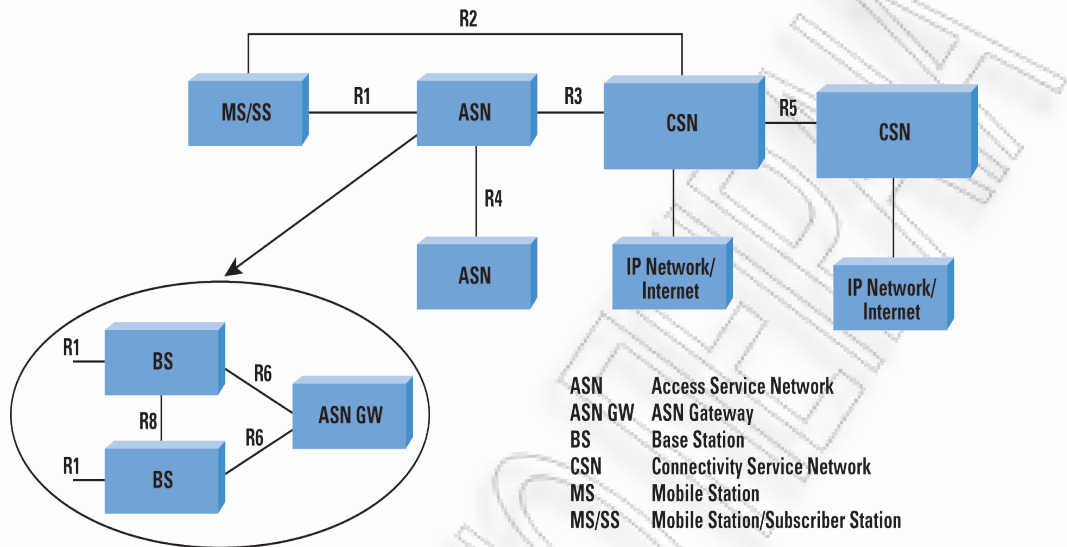 R2
MS/SS
R1
ASN
R3
CSN
R5
CSN
R4
ASN
IP Network/
Internet
IP Network/
Internet
R1
BS
R6
ASN GW
R8
R6
R1
BS
ASN Access Service Network
ASN GW ASN Gateway
BS Base Station
CSN Connectivity Service Network
MS Mobile Station
MS/SS Mobile Station/Subscriber Station